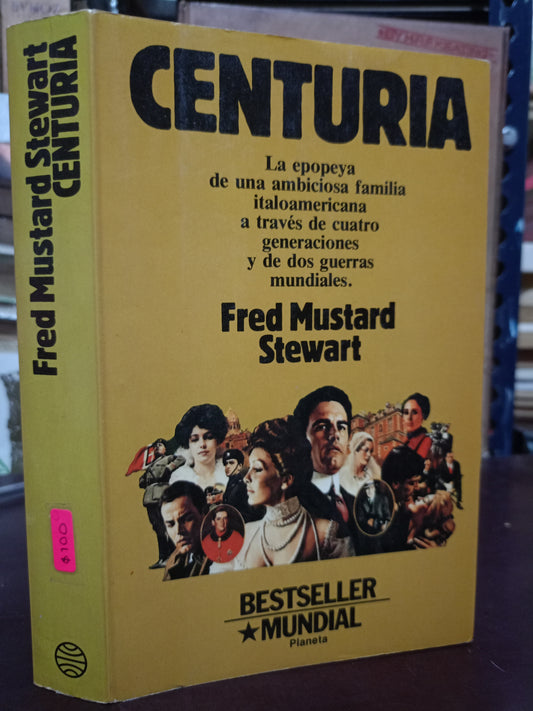 CENTURIA
La epopeya
de una ambiciosa familia
italoamericana
a través de cuatro
generaciones
y de dos guerras
mundiales.
Fred Mustard
Stewart
BESTSELLER
★MUNDIAL
Planeta
Fred Mustard Stewart
CENTURIA
$100